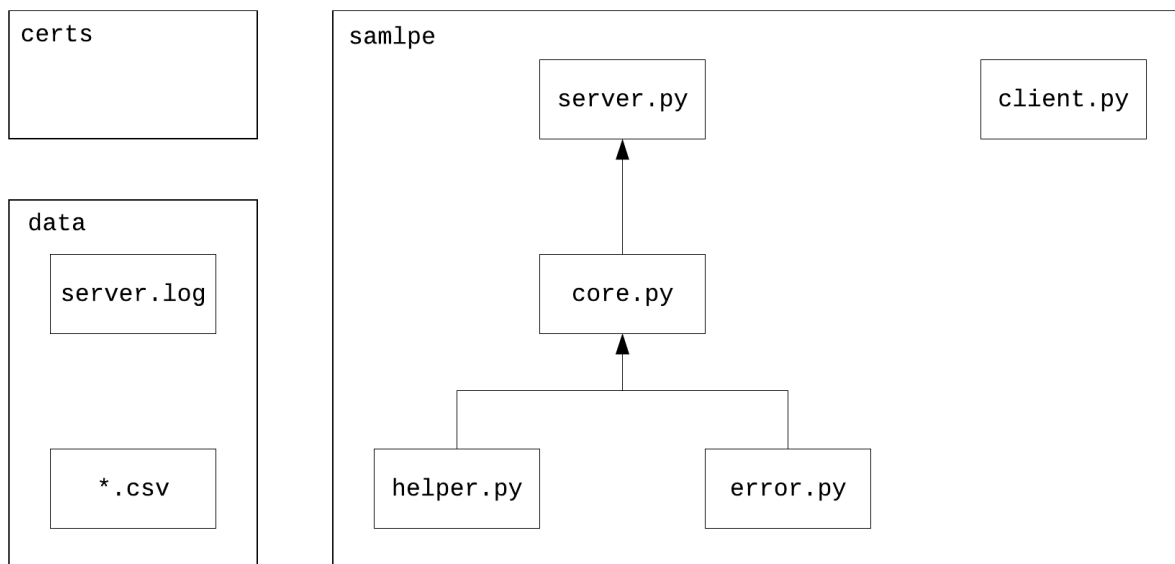 certs
data
server.log
*.csv
samlpe
server.py
client.py
core.py
helper.py
error.py